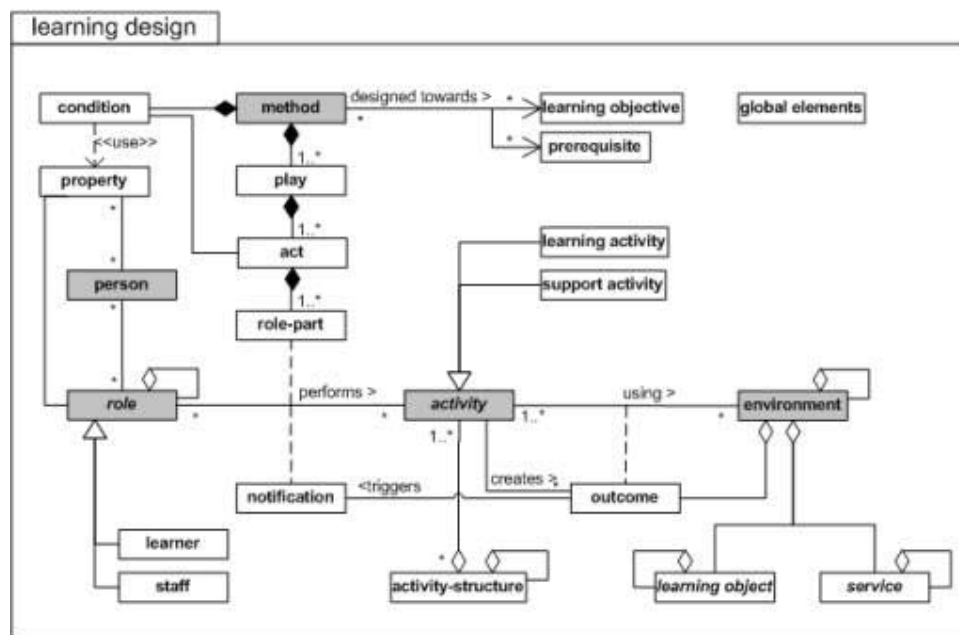 learning design
condition
method
designed towards >
*
*
learning objective
global elements
*
prerequisite
<<use>>
1..*
property
play
*
1..*
act
learning activity
*
person
support activity
*
1..*
role-part
*
performs >
using >
role
*
*
activity
1..*
*
environment
1..*
notification
<triggers
creates >
*
outcome
learner
staff
*
activity-structure
learning object
service